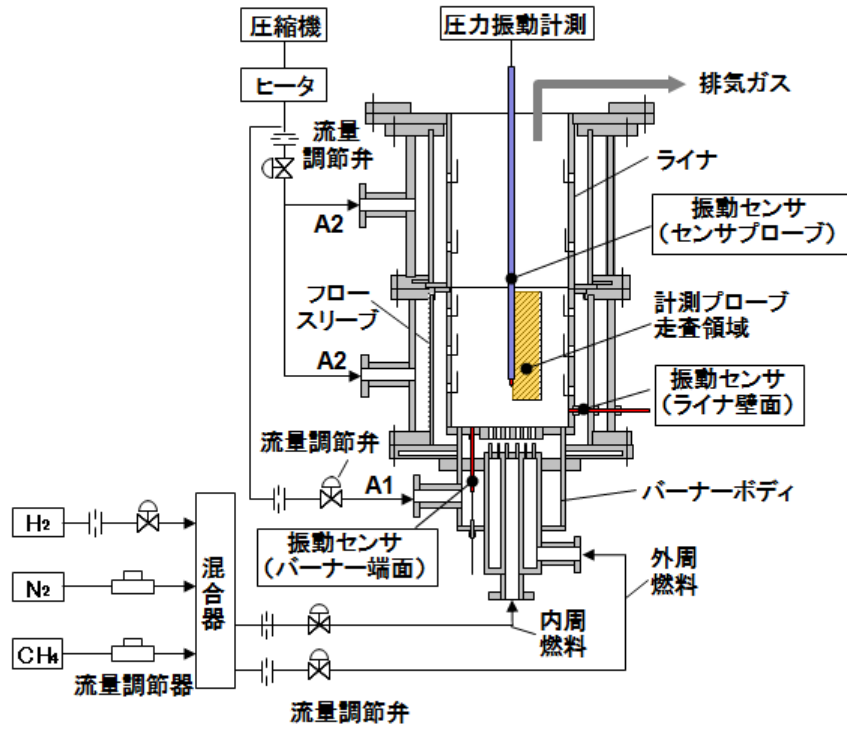 圧縮機
圧力振動計測
ヒータ
排気ガス
流量
調節弁
ライナ
A2
振動センサ
（センサプローブ）
フロー
スリーブ
計測プローブ
走査領域
A2
振動センサ
（ライナ壁面）
流量調節弁
A1
バーナーボディ
H₂
振動センサ
（バーナー端面）
混合器
外周
燃料
N₂
内周
燃料
CH₄
流量調節器
流量調節弁